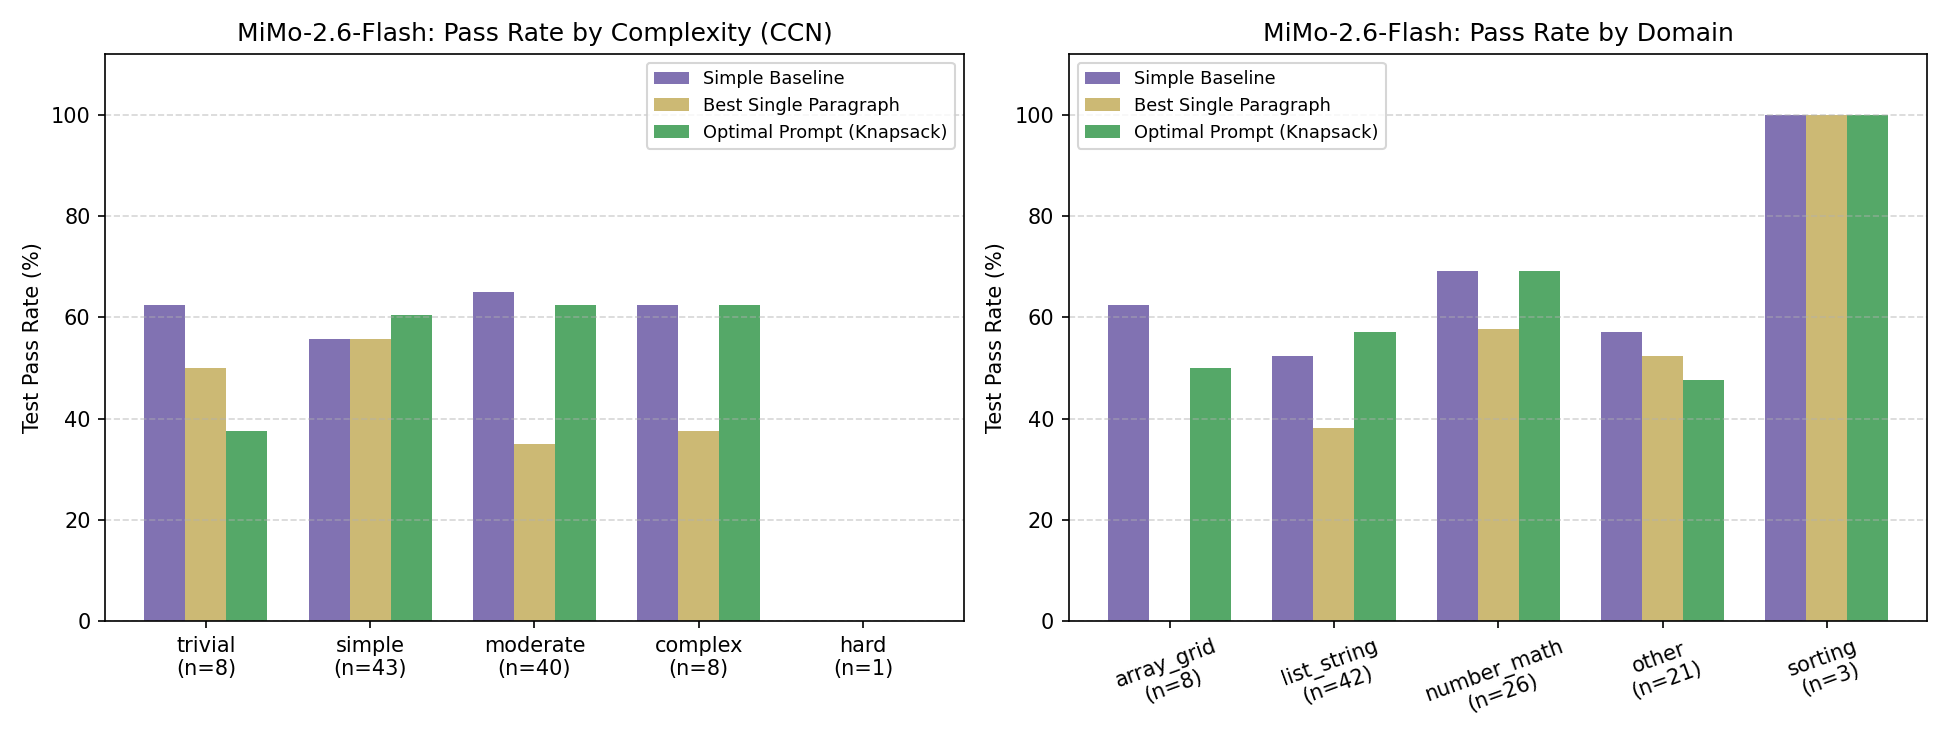 MiMo-2.6-Flash: Pass Rate by Complexity (CCN)
Simple Baseline
Best Single Paragraph
Optimal Prompt (Knapsack)
Test Pass Rate (%)
100
80
60
40
20
0
trivial
(n=8)
simple
(n=43)
moderate
(n=40)
complex
(n=8)
hard
(n=1)
MiMo-2.6-Flash: Pass Rate by Domain
Simple Baseline
Best Single Paragraph
Optimal Prompt (Knapsack)
Test Pass Rate (%)
100
80
60
40
20
0
array_grid
(n=8)
list_string
(n=42)
number_math
(n=26)
other
(n=21)
sorting
(n=3)